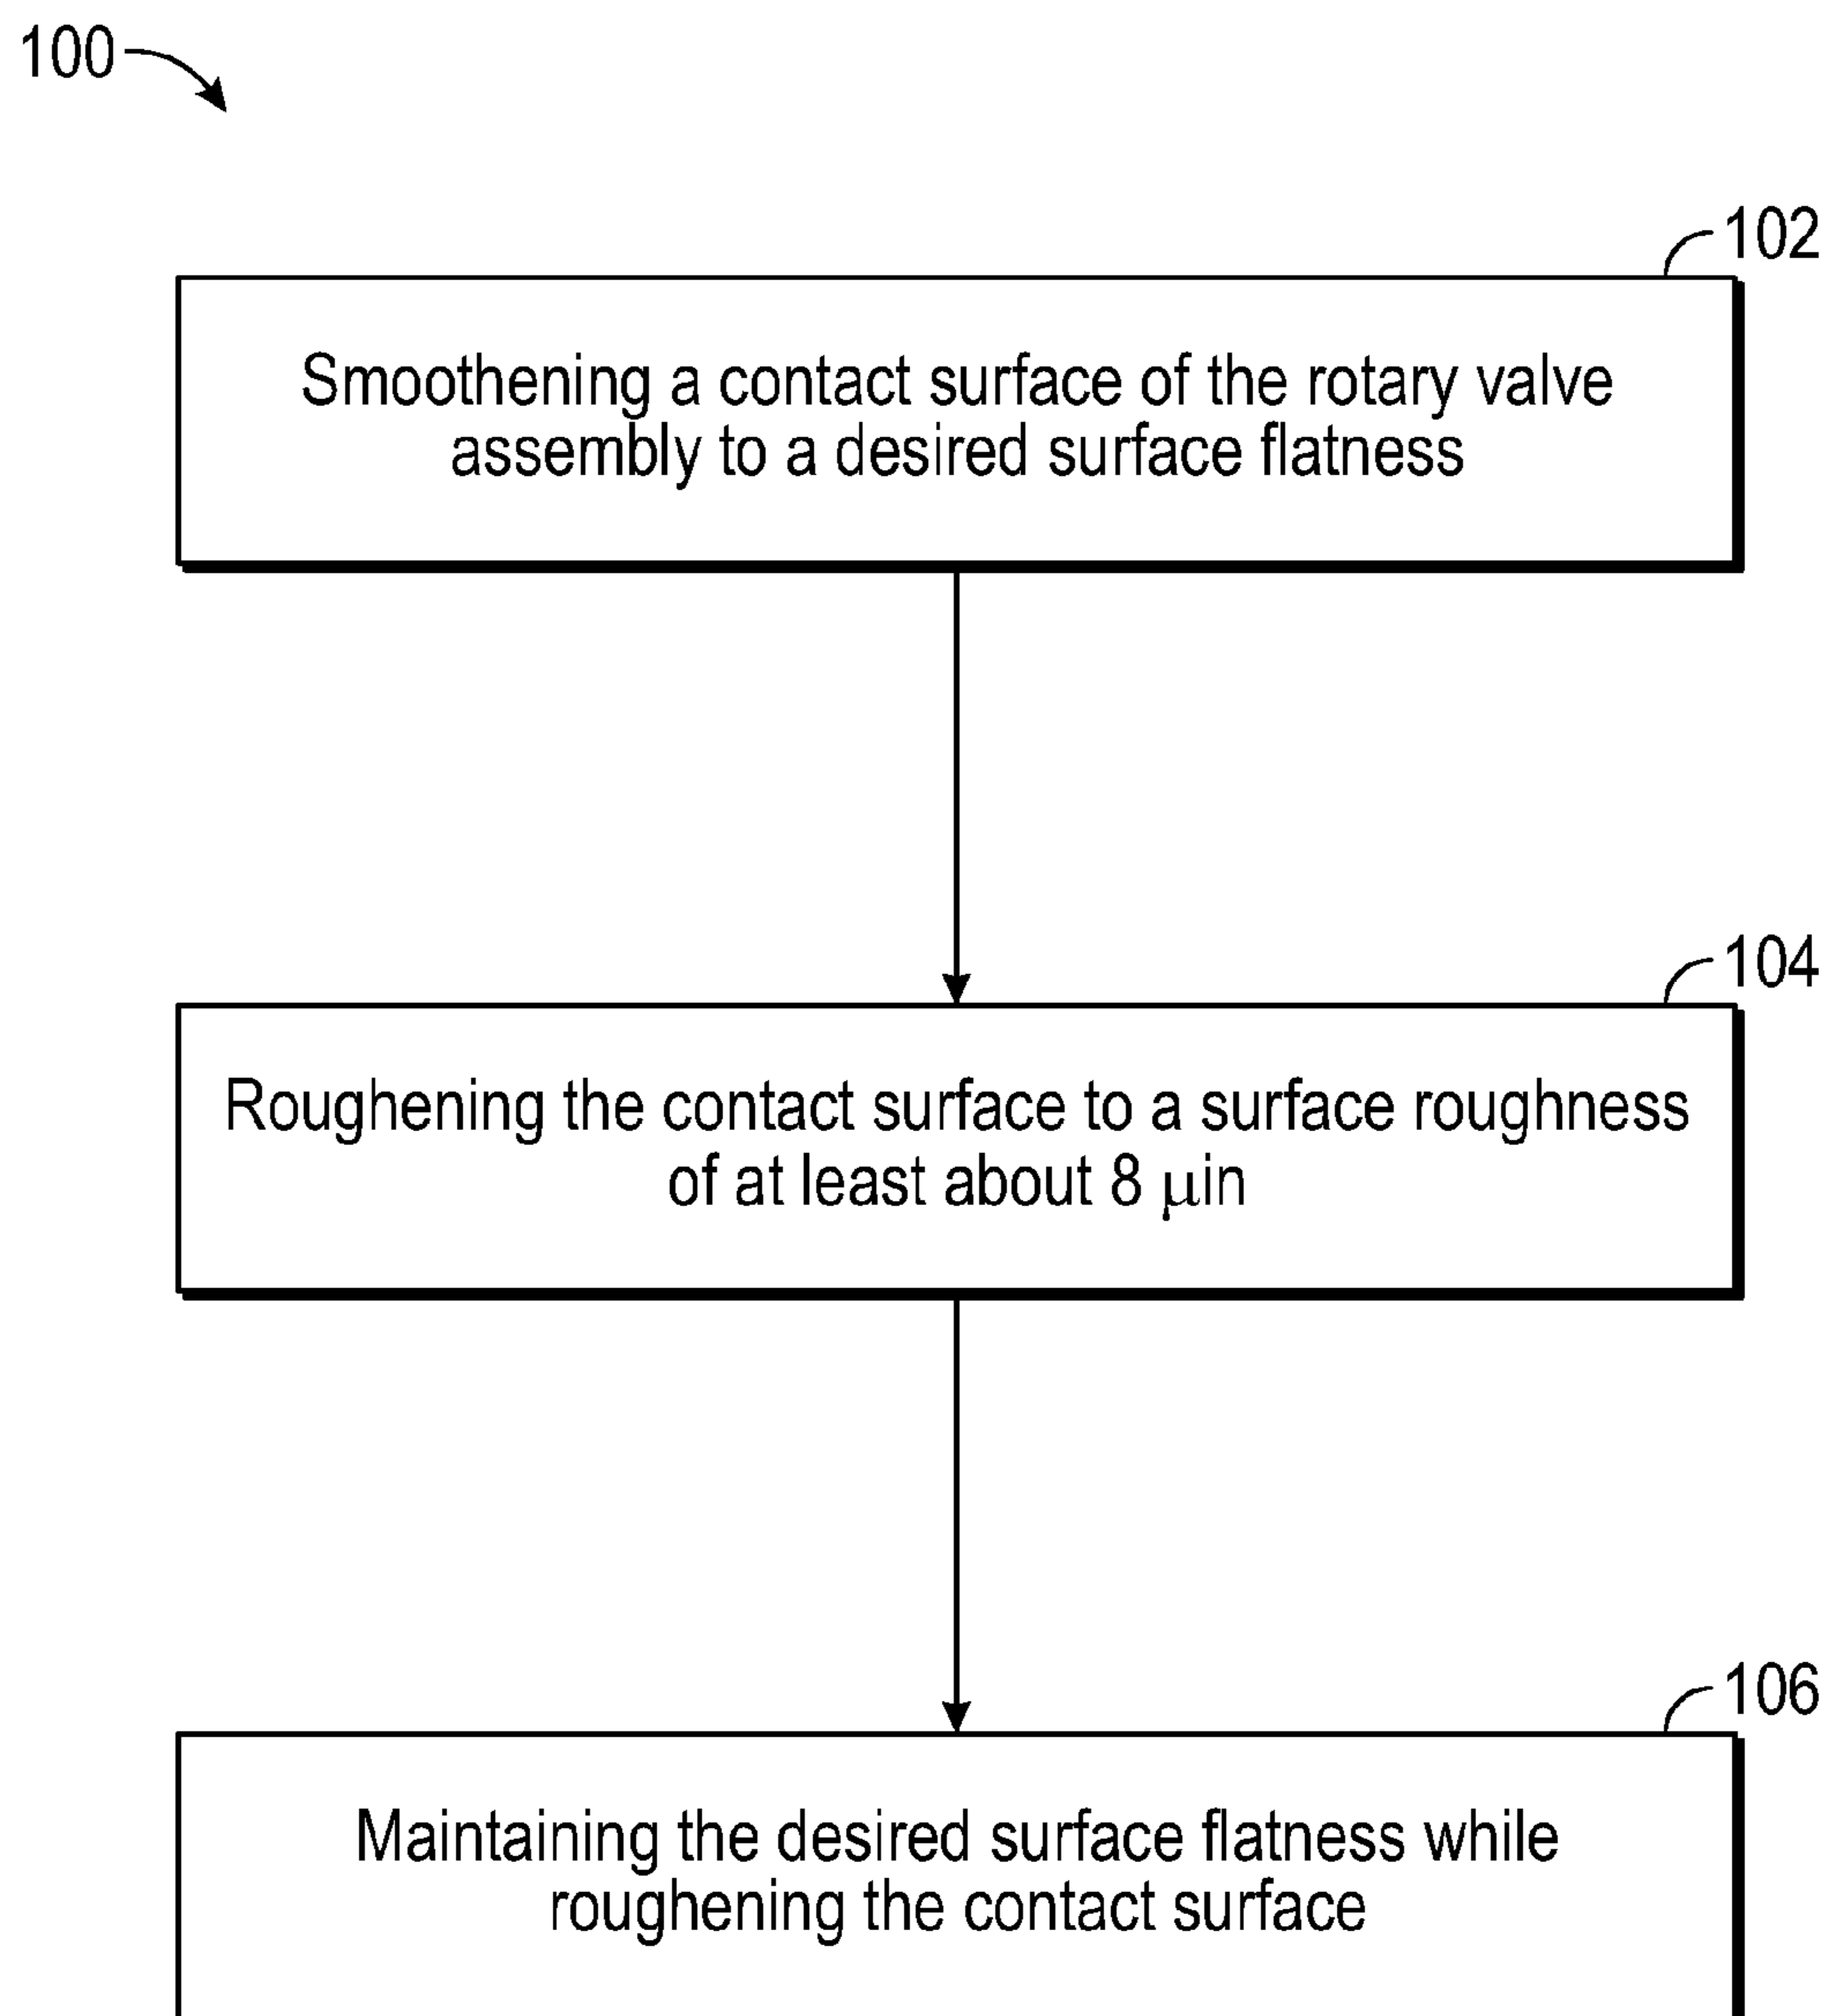 100
102
Smoothening a contact surface of the rotary valve
assembly to a desired surface flatness
104
Roughening the contact surface to a surface roughness
of at least about 8 μin
106
Maintaining the desired surface flatness while
roughening the contact surface